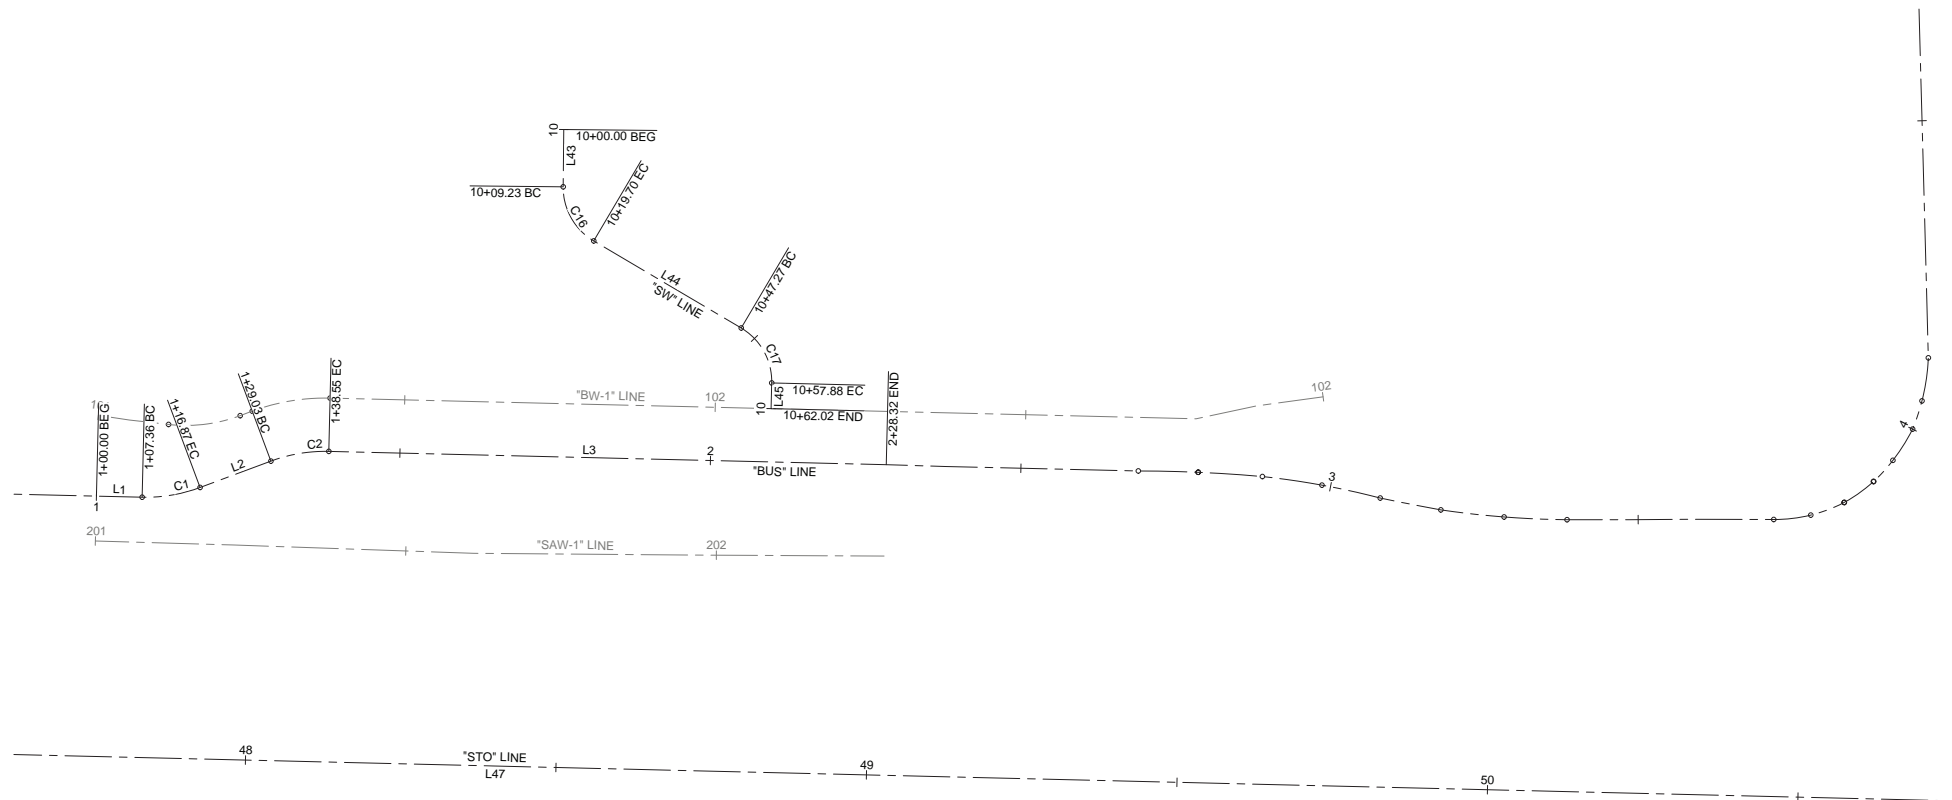 10
10+00.00 BEG
L43
10+09.23 BC
C16
10+19.70 EC
L44
"SW" LINE
10+47.27 BC
C17
10+57.88 EC
L45
10
10+62.02 END
2+28.32 END
"BW-1" LINE
102
102
1+00.00 BEG
1+07.36 BC
1+16.87 EC
1+29.03 BC
1+38.55 EC
L1
C1
L2
C2
L3
2
"BUS" LINE
3
4
1
201
"SAW-1" LINE
202
48
"STO" LINE
L47
49
50